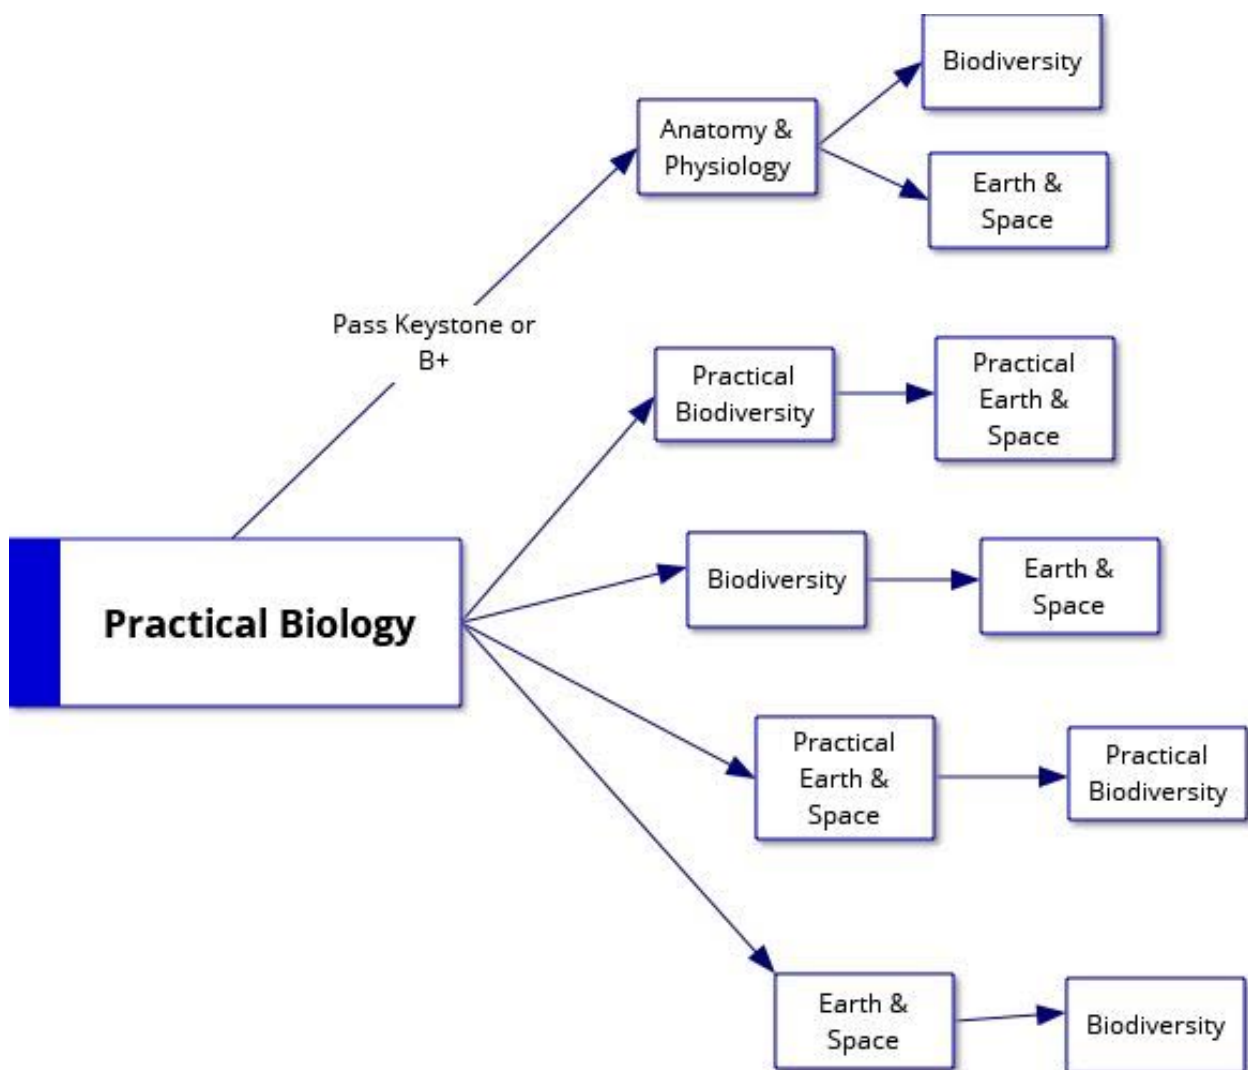 Biodiversity
Anatomy &
Physiology
Earth &
Space
Pass Keystone or
B+
Practical
Biodiversity
Practical
Earth &
Space
Practical Biology
Biodiversity
Earth &
Space
Practical
Earth &
Space
Practical
Biodiversity
Earth &
Space
Biodiversity